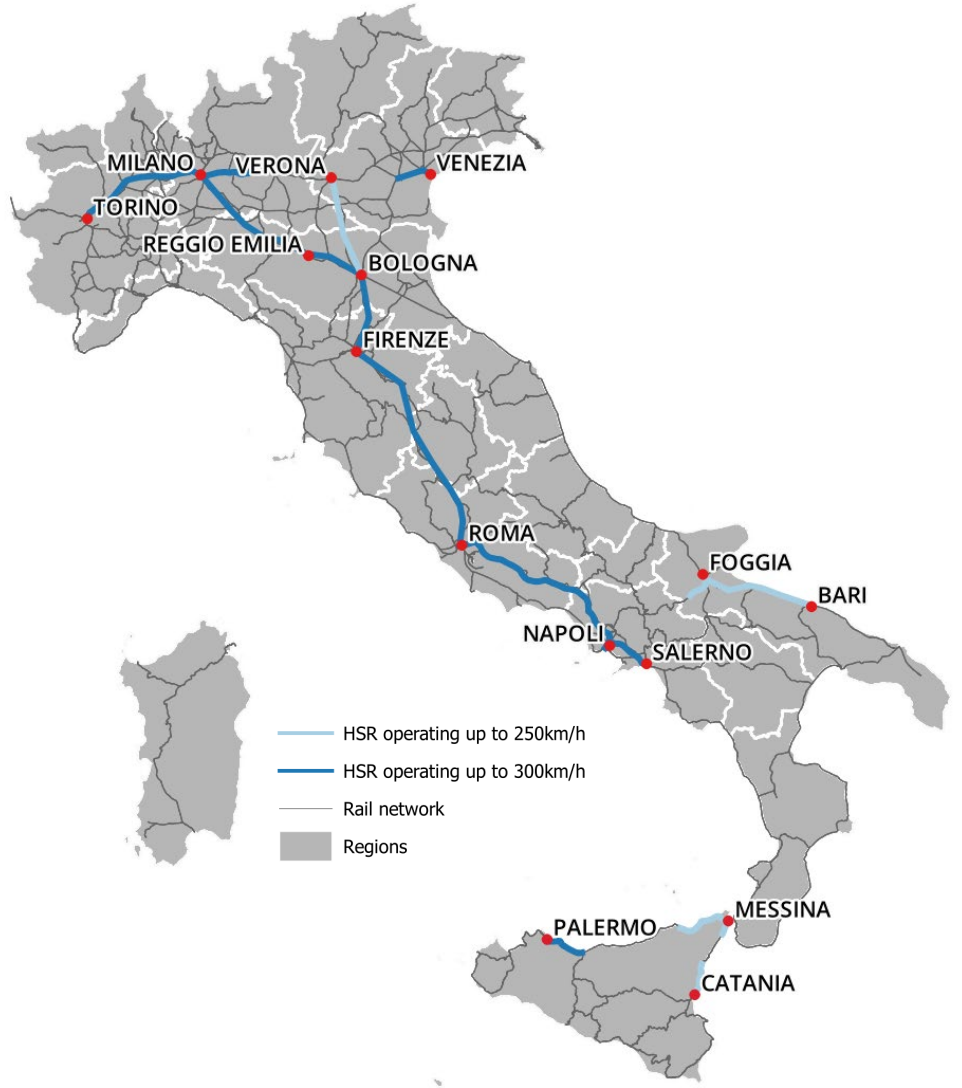 MILANO
VERONA
VENEZIA
TORINO
REGGIO EMILIA
BOLOGNA
FIRENZE
ROMA
FOGGIA
BARI
NAPOLI
SALERNO
HSR operating up to 250km/h
HSR operating up to 300km/h
Rail network
Regions
MESSINA
PALERMO
CATANIA